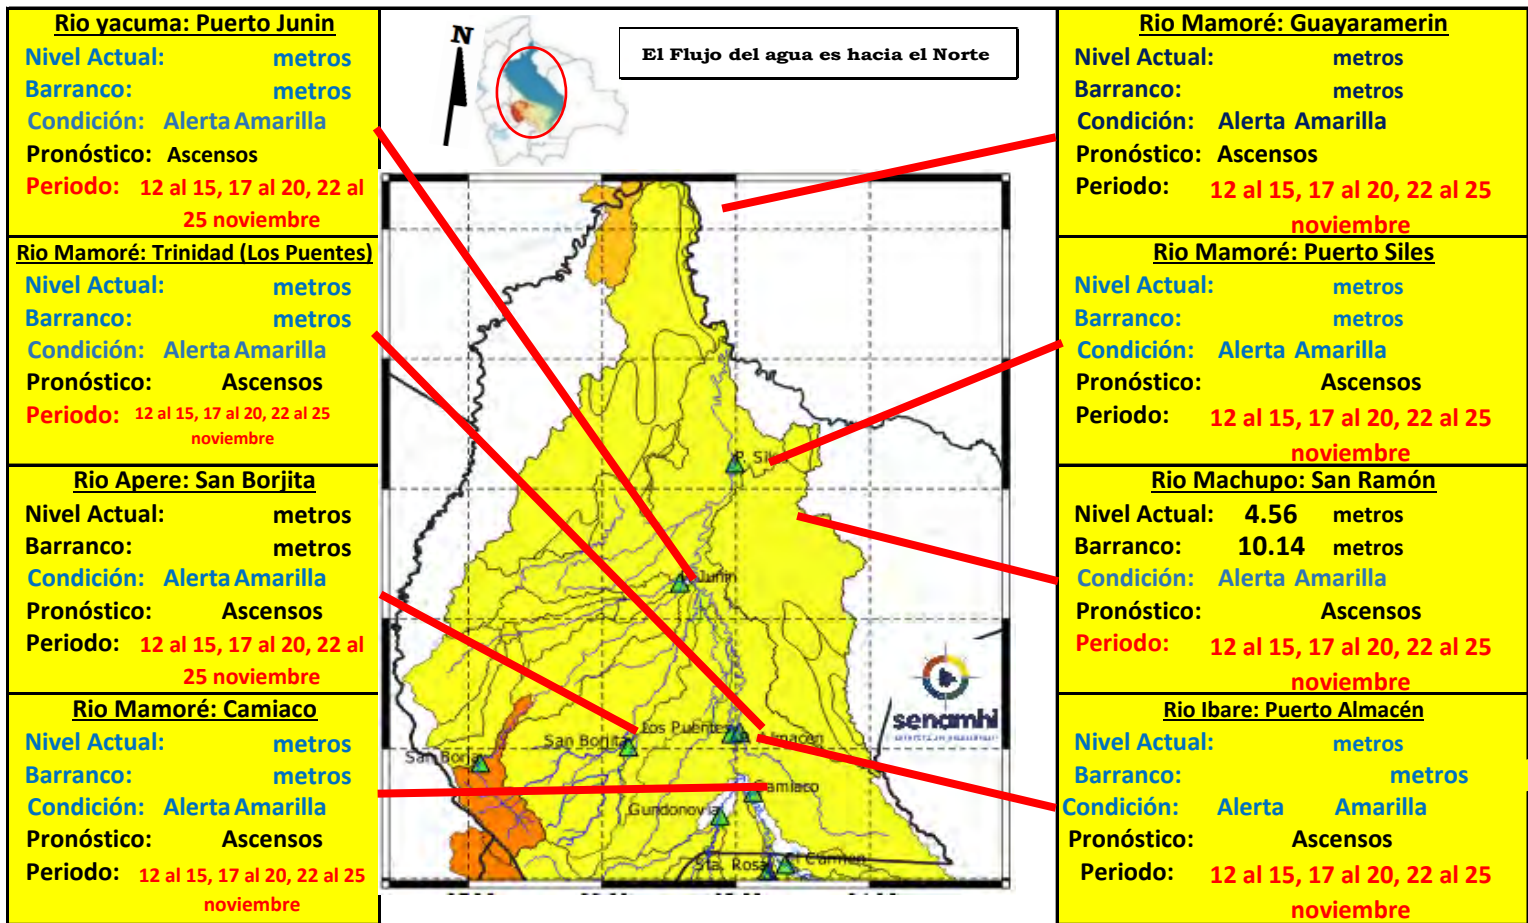 Rio yacuma: Puerto Junin
Nivel Actual: metros
Barranco: metros
Condición: Alerta Amarilla
Pronóstico: Ascensos
Periodo: 12 al 15, 17 al 20, 22 al
25 noviembre
Rio Mamoré: Trinidad (Los Puentes)
Nivel Actual: metros
Barranco: metros
Condición: Alerta Amarilla
Pronóstico: Ascensos
Periodo: 12 al 15, 17 al 20, 22 al 25
noviembre
Rio Apere: San Borjita
Nivel Actual: metros
Barranco: metros
Condición: Alerta Amarilla
Pronóstico: Ascensos
Periodo: 12 al 15, 17 al 20, 22 al
25 noviembre
Rio Mamoré: Camiaco
Nivel Actual: metros
Barranco: metros
Condición: Alerta Amarilla
Pronóstico: Ascensos
Periodo: 12 al 15, 17 al 20, 22 al 25
noviembre
N
El Flujo del agua es hacia el Norte
P. Siles
P. Junin
Los Puentes
P. Almacen
San Borjita
San Borja
Camiaco
Gundonovia
Sta. Rosa
El Carmen
senamhi
Rio Mamoré: Guayaramerin
Nivel Actual: metros
Barranco: metros
Condición: Alerta Amarilla
Pronóstico: Ascensos
Periodo: 12 al 15, 17 al 20, 22 al 25
noviembre
Rio Mamoré: Puerto Siles
Nivel Actual: metros
Barranco: metros
Condición: Alerta Amarilla
Pronóstico: Ascensos
Periodo: 12 al 15, 17 al 20, 22 al 25
noviembre
Rio Machupo: San Ramón
Nivel Actual: 4.56 metros
Barranco: 10.14 metros
Condición: Alerta Amarilla
Pronóstico: Ascensos
Periodo: 12 al 15, 17 al 20, 22 al 25
noviembre
Rio Ibare: Puerto Almacén
Nivel Actual: metros
Barranco: metros
Condición: Alerta Amarilla
Pronóstico: Ascensos
Periodo: 12 al 15, 17 al 20, 22 al 25
noviembre